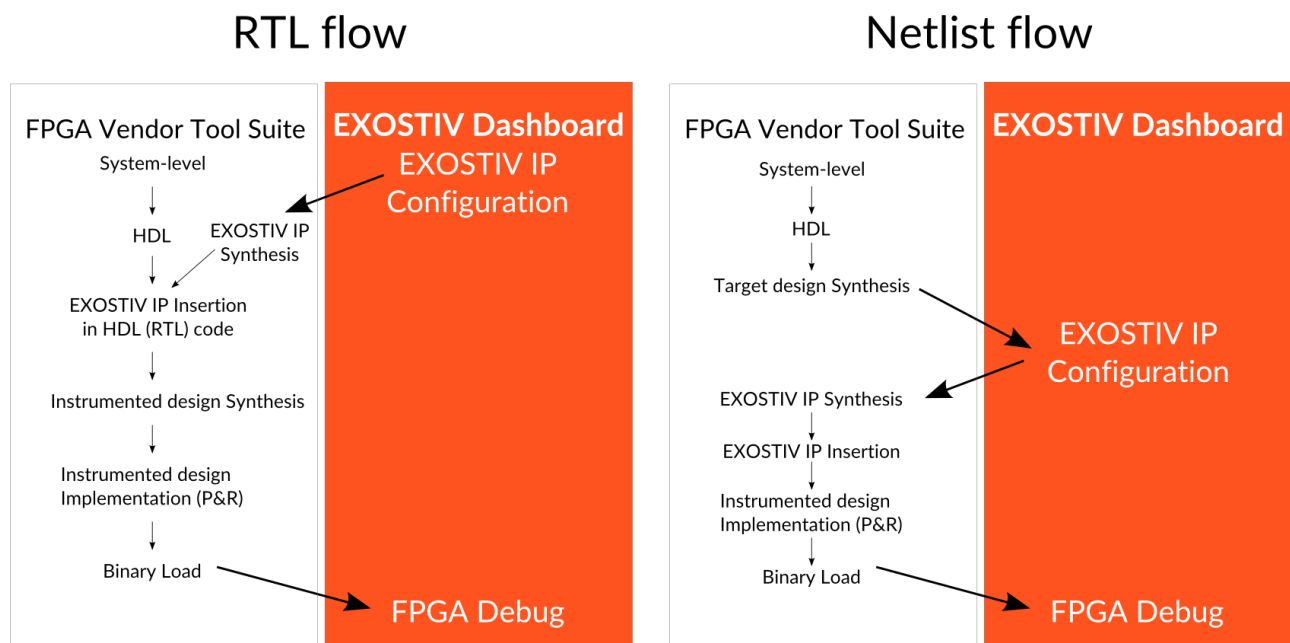 RTL flow
FPGA Vendor Tool Suite
System-level
HDL
EXOSTIV IP
Synthesis
EXOSTIV IP Insertion
in HDL (RTL) code
Instrumented design Synthesis
Instrumented design
Implementation (P&R)
Binary Load
EXOSTIV Dashboard
EXOSTIV IP
Configuration
FPGA Debug
Netlist flow
FPGA Vendor Tool Suite
System-level
HDL
Target design Synthesis
EXOSTIV IP Synthesis
EXOSTIV IP Insertion
Instrumented design
Implementation (P&R)
Binary Load
EXOSTIV Dashboard
EXOSTIV IP
Configuration
FPGA Debug